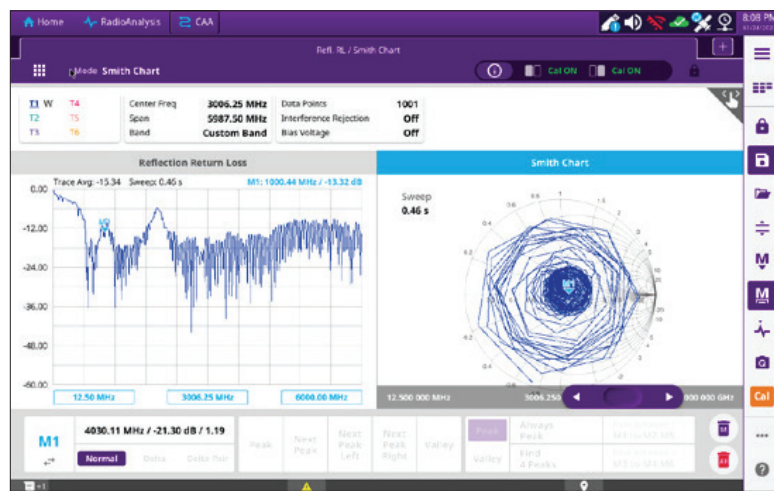 Home RadioAnalysis CAA
8:08 PM
Refl. RL / Smith Chart
Mode Smith Chart
Cal ON Cal ON
T1 W T4
T2 T5
T3 T6
Center Freq 3006.25 MHz
Span 5987.50 MHz
Band Custom Band
Data Points 1001
Interference Rejection Off
Bias Voltage Off
Reflection Return Loss
Trace Avg: -15.34 Sweep: 0.46 s M1: 1000.44 MHz / -13.32 dB
0.00
-12.00
-24.00
-36.00
-48.00
-60.00
M1
12.50 MHz 3006.25 MHz 6000.00 MHz
Smith Chart
Sweep
0.46 s
M1
12.500 000 MHz 3006.250
M1
4030.11 MHz / -21.30 dB / 1.19
Normal Delta Delta Pair
Peak
Next Peak
Next Peak Left
Next Peak Right
Valley
Peak
Valley
Always Peak
Find 4 Peaks
M
M
Cal